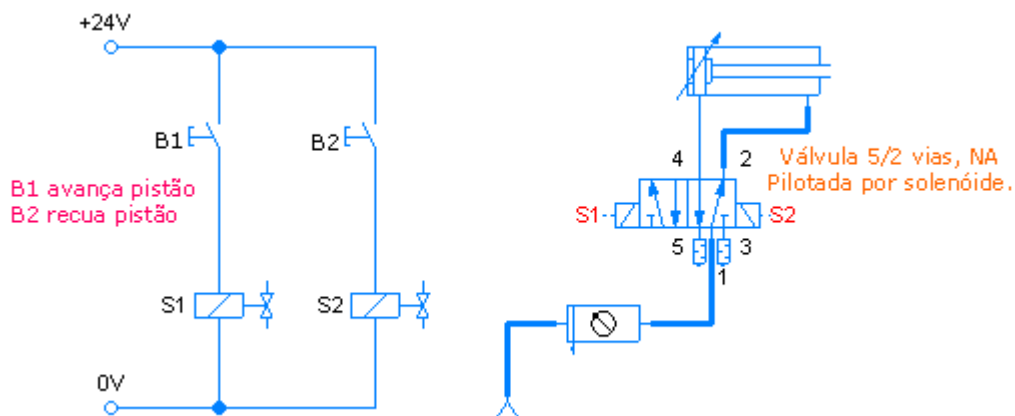 +24V
B1
B2
B1 avança pistão
B2 recua pistão
S1
S2
0V
4
2
Válvula 5/2 vias, NA
Pilotada por solenóide.
S1
S2
5
3
1